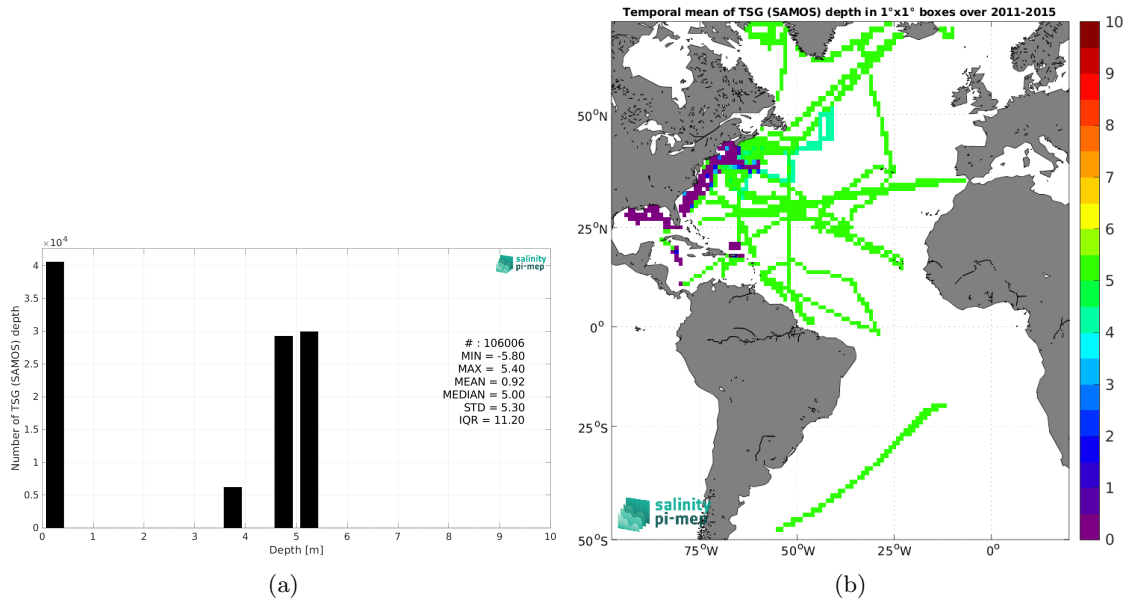 Temporal mean of TSG (SAMOS) depth in 1°x1° boxes over 2011-2015
×10⁴
4
3.5
3
2.5
2
1.5
1
0.5
0
Number of TSG (SAMOS) depth
salinity
pi-mep
# : 106006
MIN = -5.80
MAX = 5.40
MEAN = 0.92
MEDIAN = 5.00
STD = 5.30
IQR = 11.20
0 1 2 3 4 5 6 7 8 9 10
Depth [m]
(a)
50°N
25°N
0°
25°S
50°S
75°W 50°W 25°W 0°
salinity
pi-mep
10
9
8
7
6
5
4
3
2
1
0
(b)